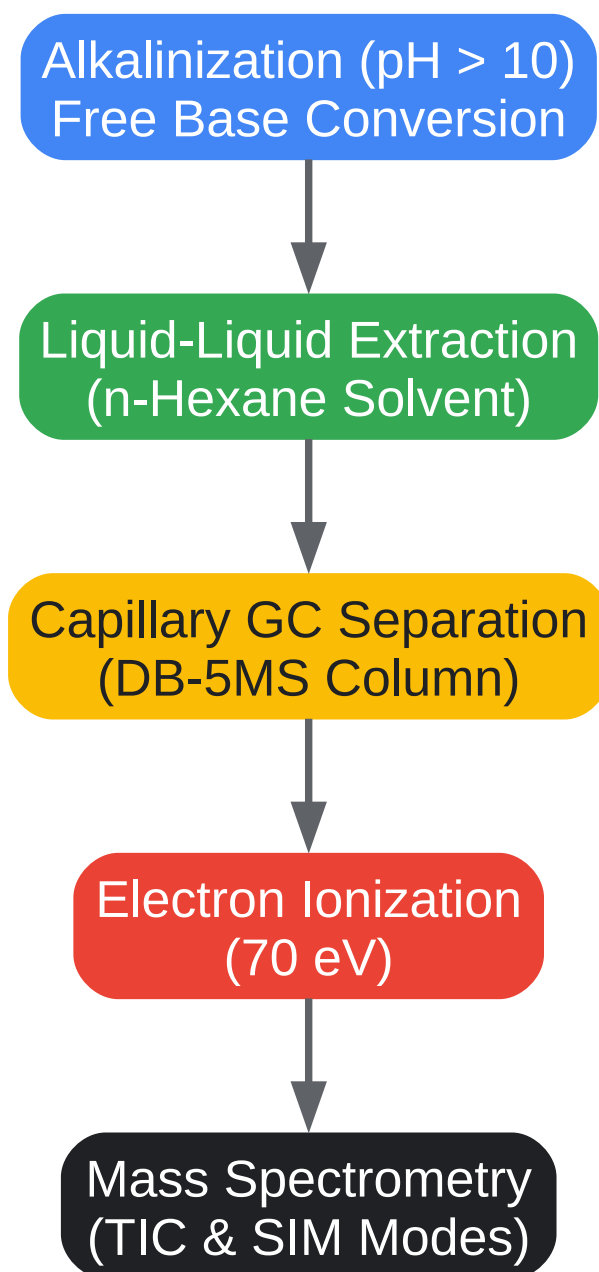 Alkalinization (pH > 10)
Free Base Conversion
Liquid-Liquid Extraction
(n-Hexane Solvent)
Capillary GC Separation
(DB-5MS Column)
Electron Ionization
(70 eV)
Mass Spectrometry
(TIC & SIM Modes)